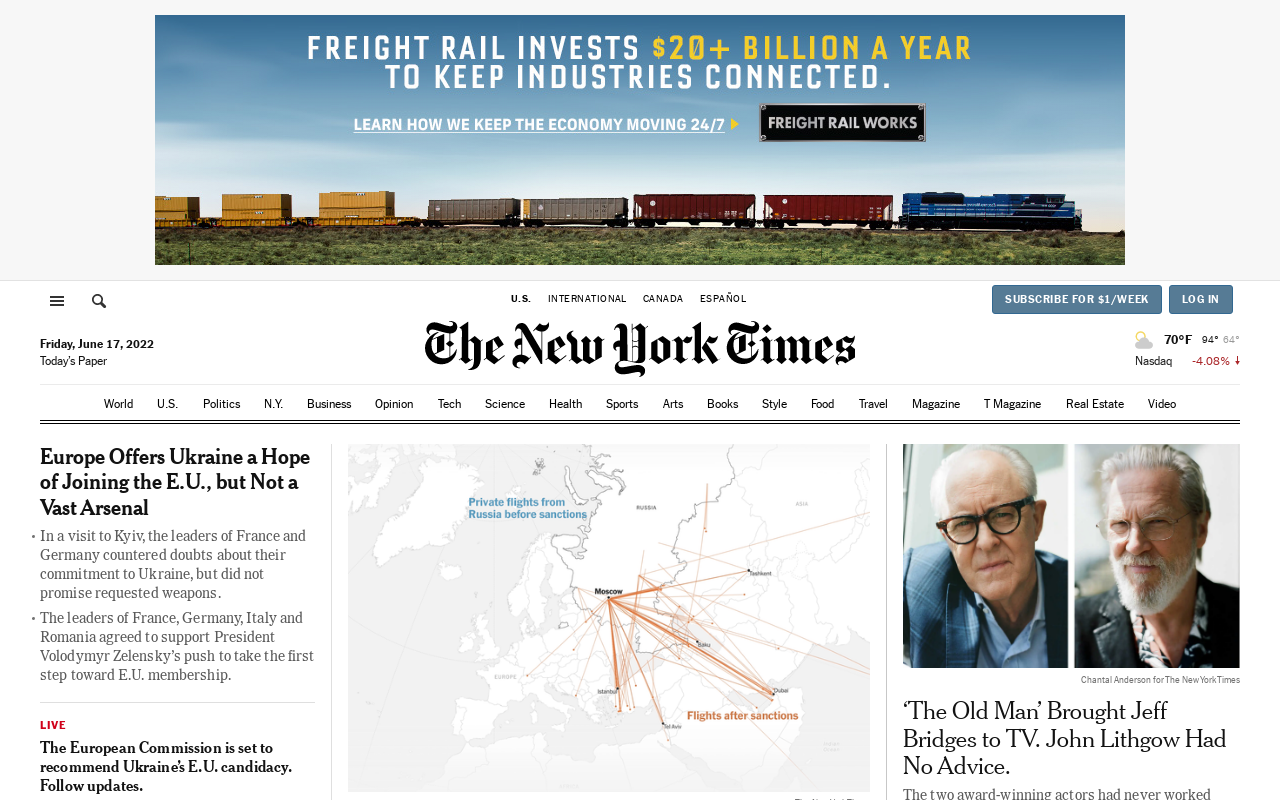 FREIGHT RAIL INVESTS $20+ BILLION A YEAR
TO KEEP INDUSTRIES CONNECTED.
LEARN HOW WE KEEP THE ECONOMY MOVING 24/7
FREIGHT RAIL WORKS
U.S. INTERNATIONAL CANADA ESPAÑOL
SUBSCRIBE FOR $1/WEEK
LOG IN
Friday, June 17, 2022
Today's Paper
The New York Times
70°F 94° 64°
Nasdaq -4.08% ↓
World U.S. Politics N.Y. Business Opinion Tech Science Health Sports Arts Books Style Food Travel Magazine T Magazine Real Estate Video
Europe Offers Ukraine a Hope
of Joining the E.U., but Not a
Vast Arsenal
• In a visit to Kyiv, the leaders of France and
Germany countered doubts about their
commitment to Ukraine, but did not
promise requested weapons.
• The leaders of France, Germany, Italy and
Romania agreed to support President
Volodymyr Zelensky's push to take the first
step toward E.U. membership.
LIVE
The European Commission is set to
recommend Ukraine's E.U. candidacy.
Follow updates.
Private flights from
Russia before sanctions
RUSSIA
ASIA
Tashkent
Moscow
Baku
EUROPE
Istanbul
Dubai
Flights after sanctions
Tel Aviv
Chantal Anderson for The New York Times
‘The Old Man’ Brought Jeff
Bridges to TV. John Lithgow Had
No Advice.
The two award-winning actors had never worked